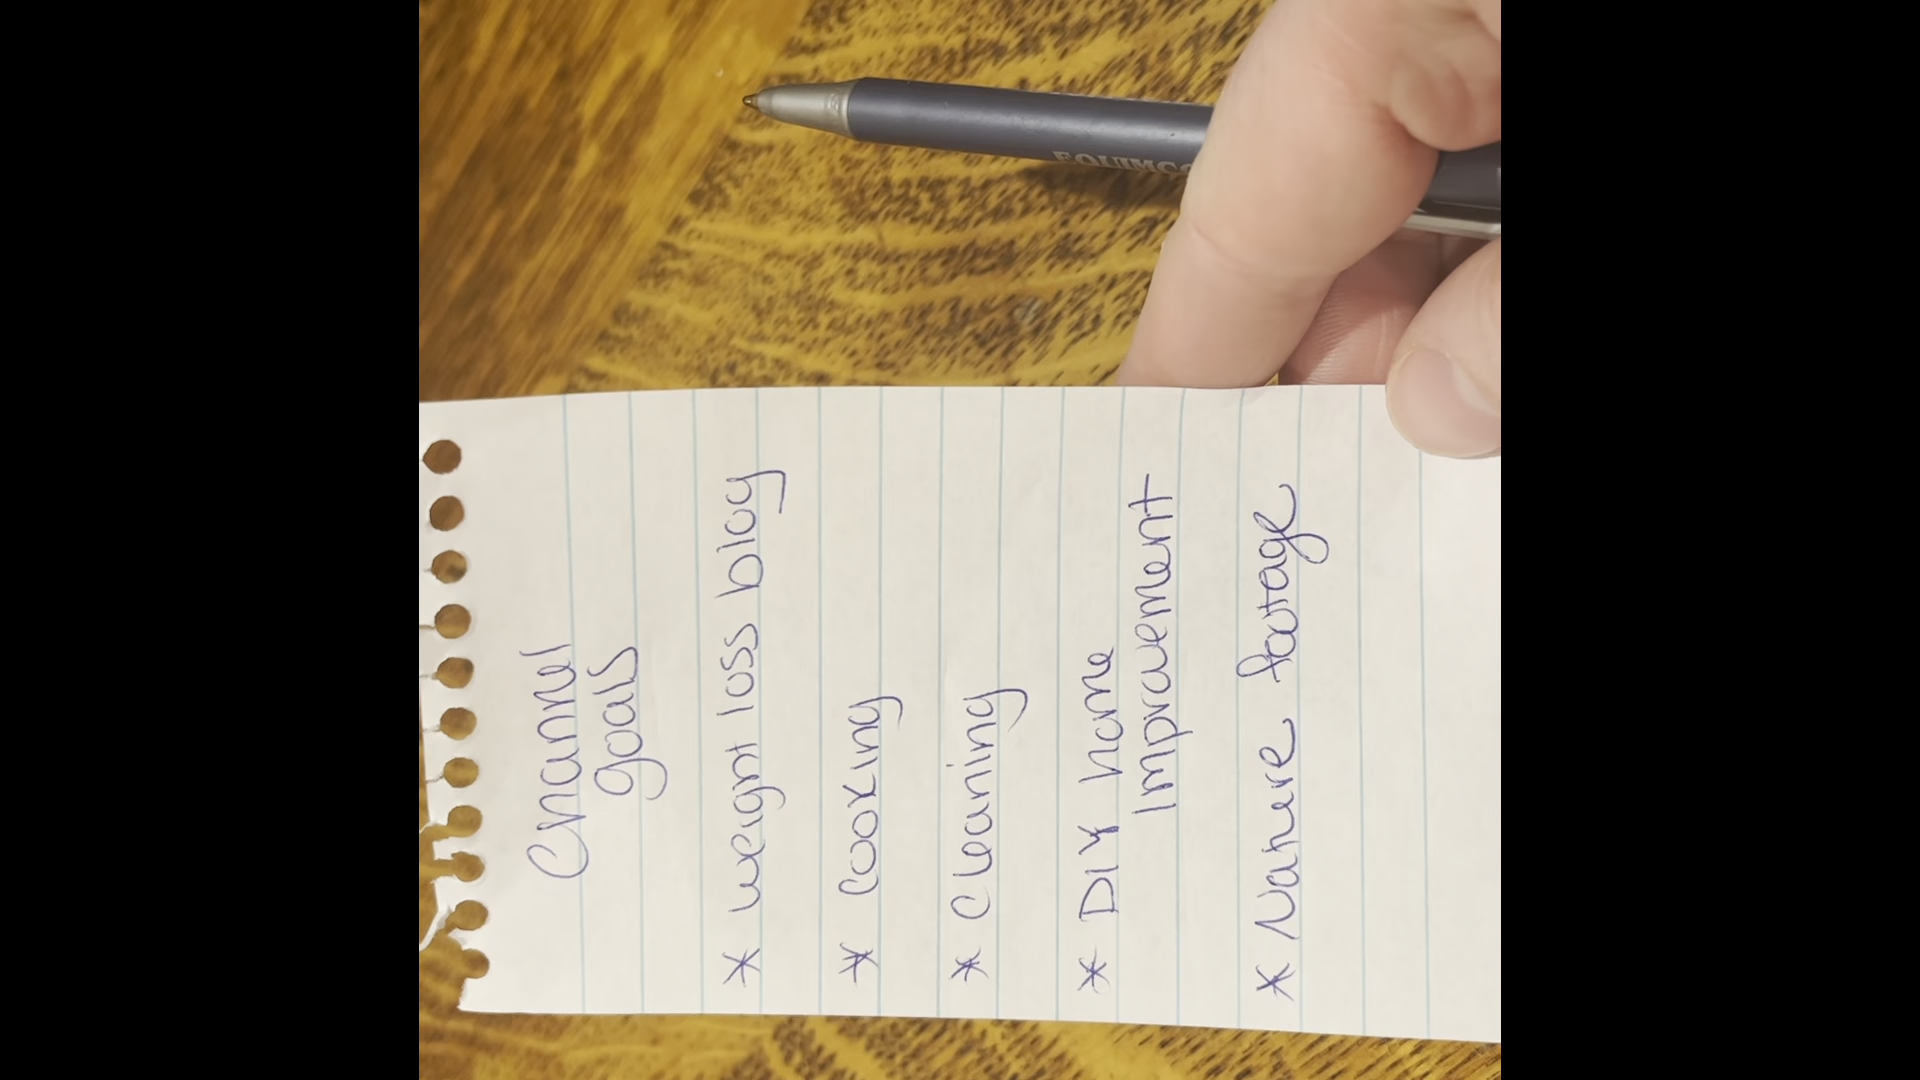 Channel
goals
* weight loss blog
* cooking
* Cleaning
* DIY home
improvement
* Nature footage